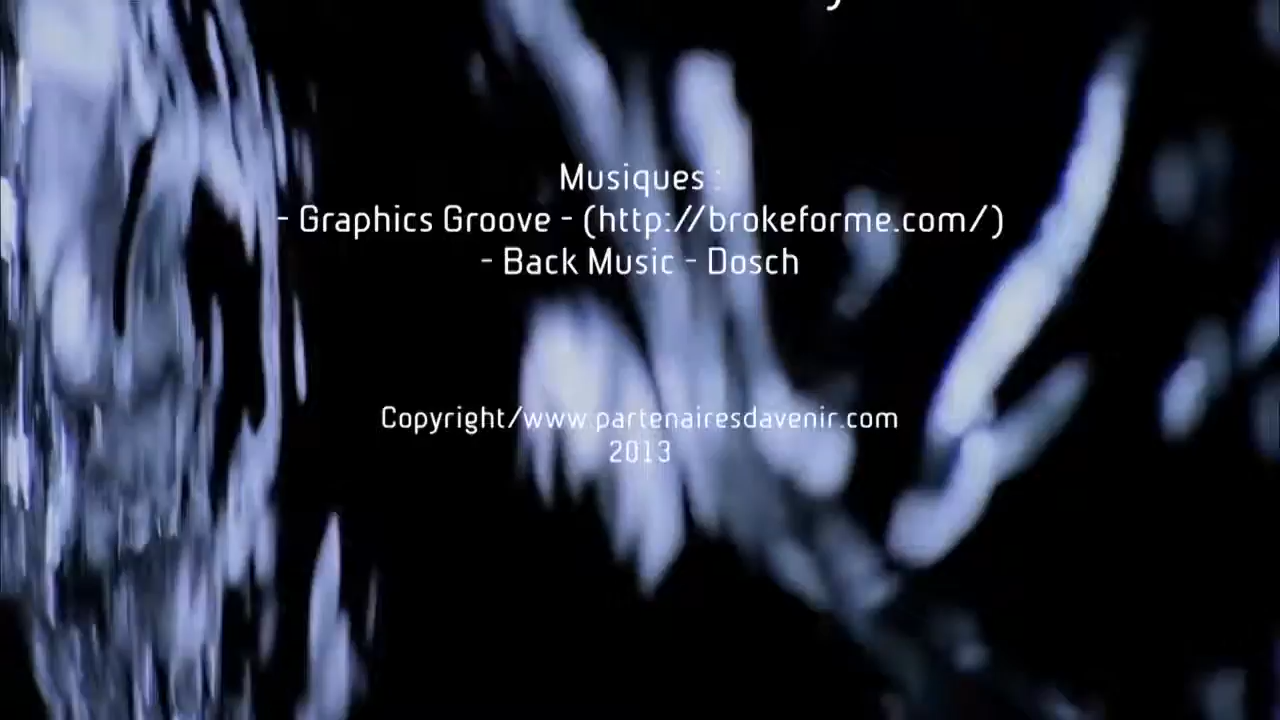 Musiques :
- Graphics Groove - (http://brokeforme.com/)
- Back Music - Dosch
Copyright/www.partenairesdavenir.com
2013